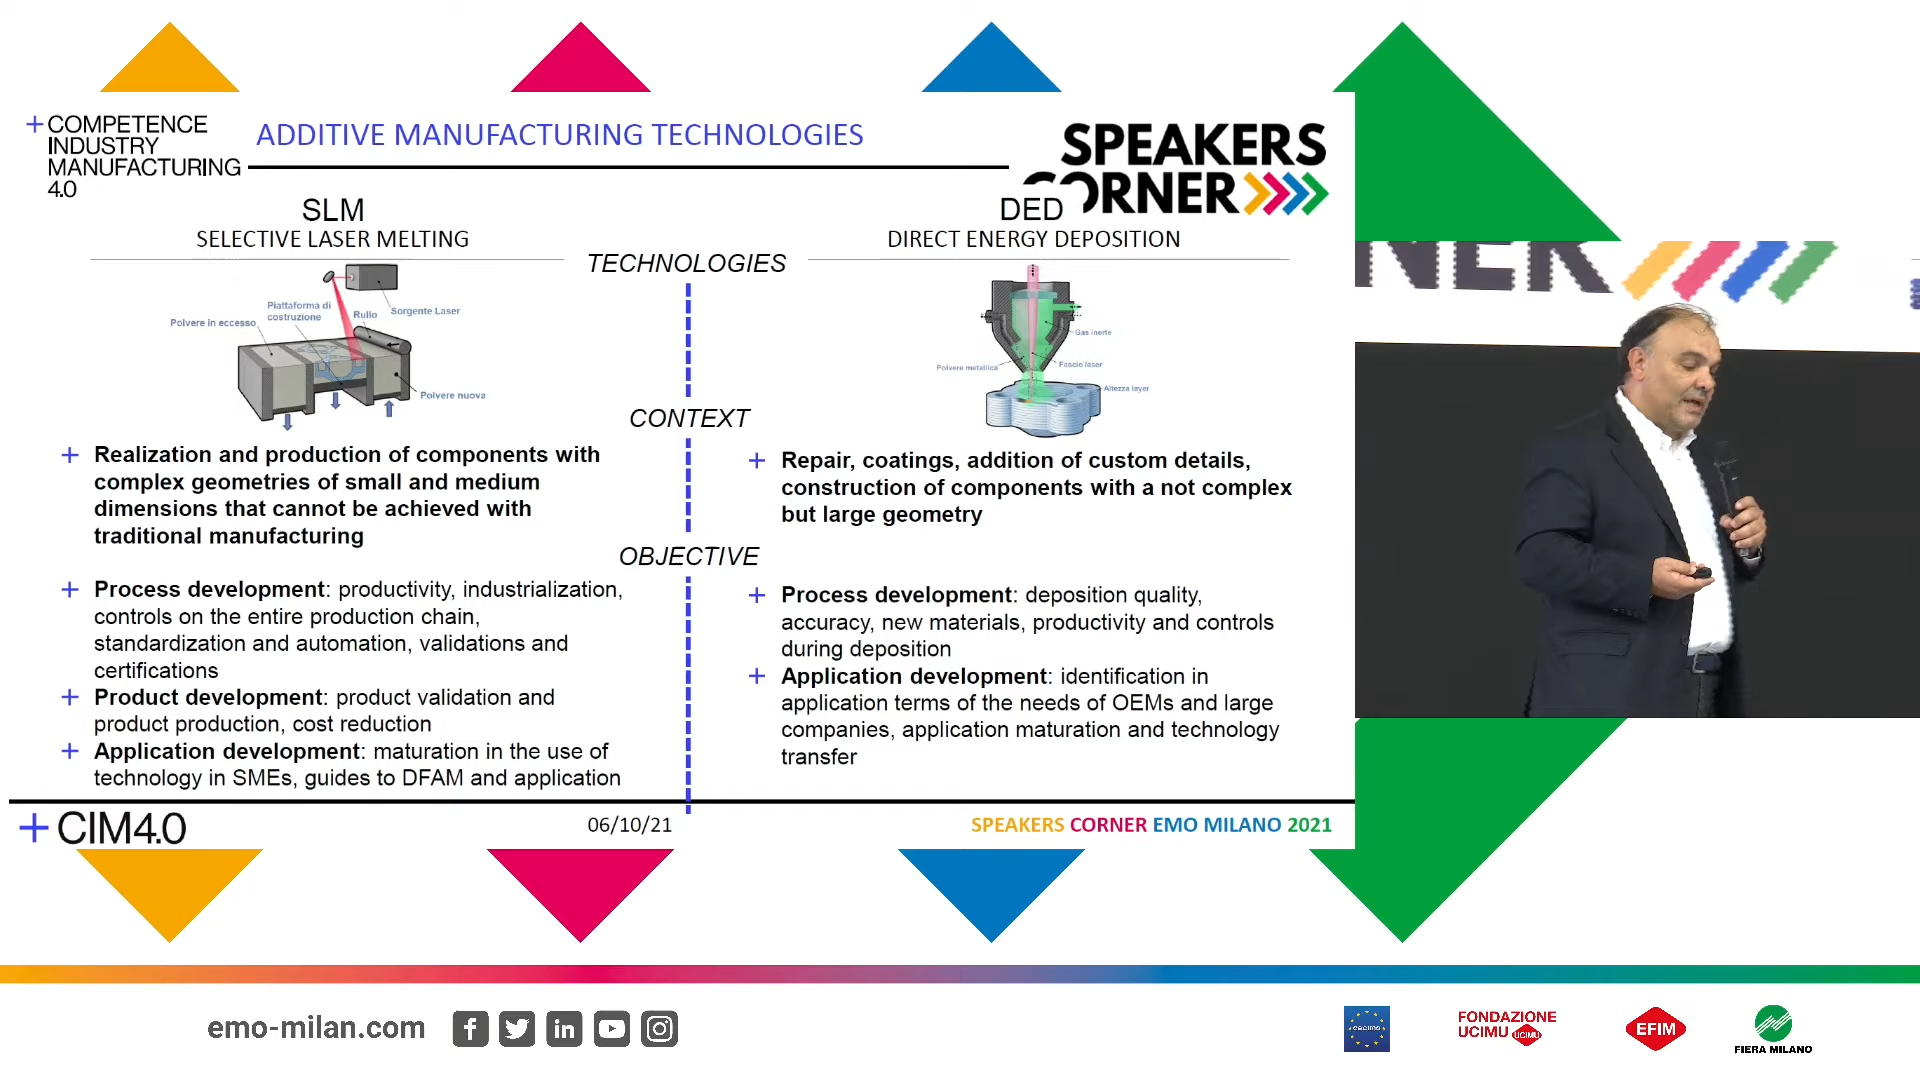 + COMPETENCE
INDUSTRY
MANUFACTURING
4.0
ADDITIVE MANUFACTURING TECHNOLOGIES
SPEAKERS
CORNER
SLM
SELECTIVE LASER MELTING
DED
DIRECT ENERGY DEPOSITION
TECHNOLOGIES
Piattaforma di
costruzione
Rullo
Sorgente Laser
Polvere in eccesso
Polvere nuova
Gas inerte
Polvere metallica
Fascio laser
Altezza layer
CONTEXT
+ Realization and production of components with
complex geometries of small and medium
dimensions that cannot be achieved with
traditional manufacturing
+ Repair, coatings, addition of custom details,
construction of components with a not complex
but large geometry
OBJECTIVE
+ Process development: productivity, industrialization,
controls on the entire production chain,
standardization and automation, validations and
certifications
+ Product development: product validation and
product production, cost reduction
+ Application development: maturation in the use of
technology in SMEs, guides to DFAM and application
+ Process development: deposition quality,
accuracy, new materials, productivity and controls
during deposition
+ Application development: identification in
application terms of the needs of OEMs and large
companies, application maturation and technology
transfer
+ CIM4.0
06/10/21
SPEAKERS CORNER EMO MILANO 2021
NER
emo-milan.com
cecimo
FONDAZIONE
UCIMU
UCIMU
EFIM
FIERA MILANO